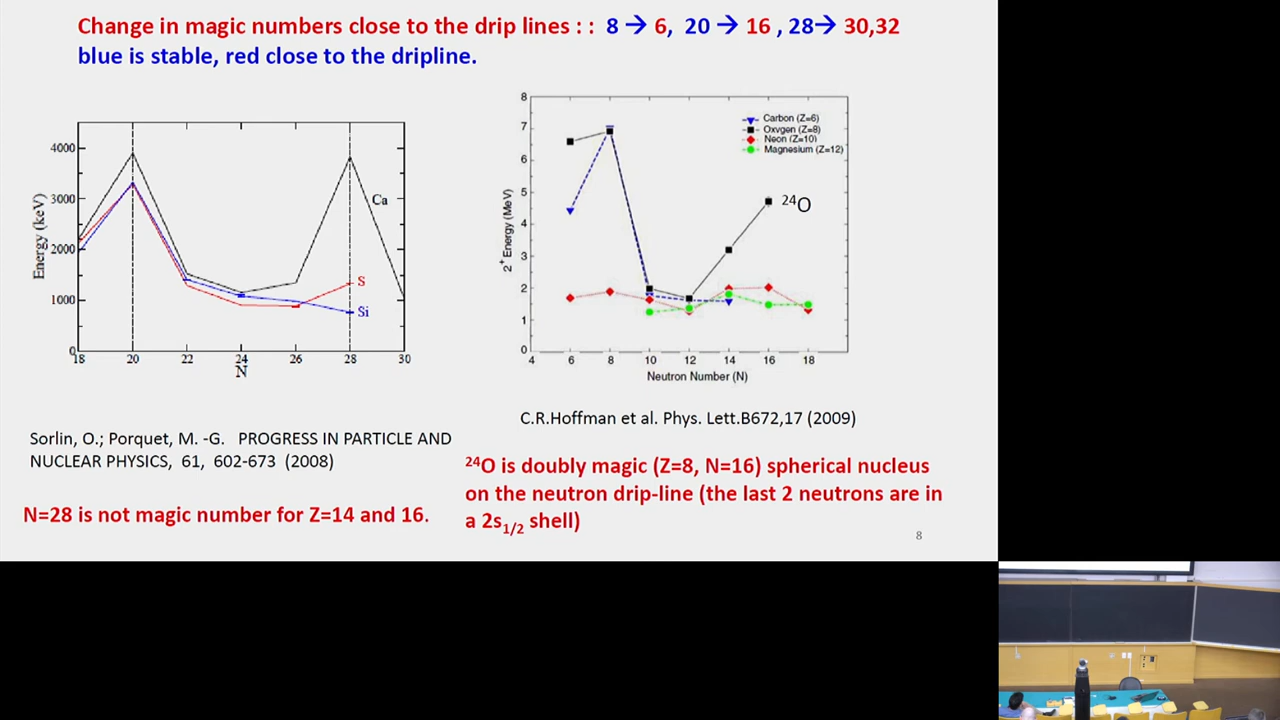 Change in magic numbers close to the drip lines : : 8 → 6, 20 → 16 , 28→ 30,32
blue is stable, red close to the dripline.
4000
3000
2000
1000
0
Energy (keV)
18 20 22 24 26 28 30
N
Ca
S
Si
8
7
6
5
4
3
2
1
0
2+ Energy (MeV)
4 6 8 10 12 14 16 18
Neutron Number (N)
Carbon (Z=6)
Oxygen (Z=8)
Neon (Z=10)
Magnesium (Z=12)
24O
C.R.Hoffman et al. Phys. Lett.B672,17 (2009)
Sorlin, O.; Porquet, M. -G. PROGRESS IN PARTICLE AND
NUCLEAR PHYSICS, 61, 602-673 (2008)
24O is doubly magic (Z=8, N=16) spherical nucleus
on the neutron drip-line (the last 2 neutrons are in
a 2s1/2 shell)
N=28 is not magic number for Z=14 and 16.
8